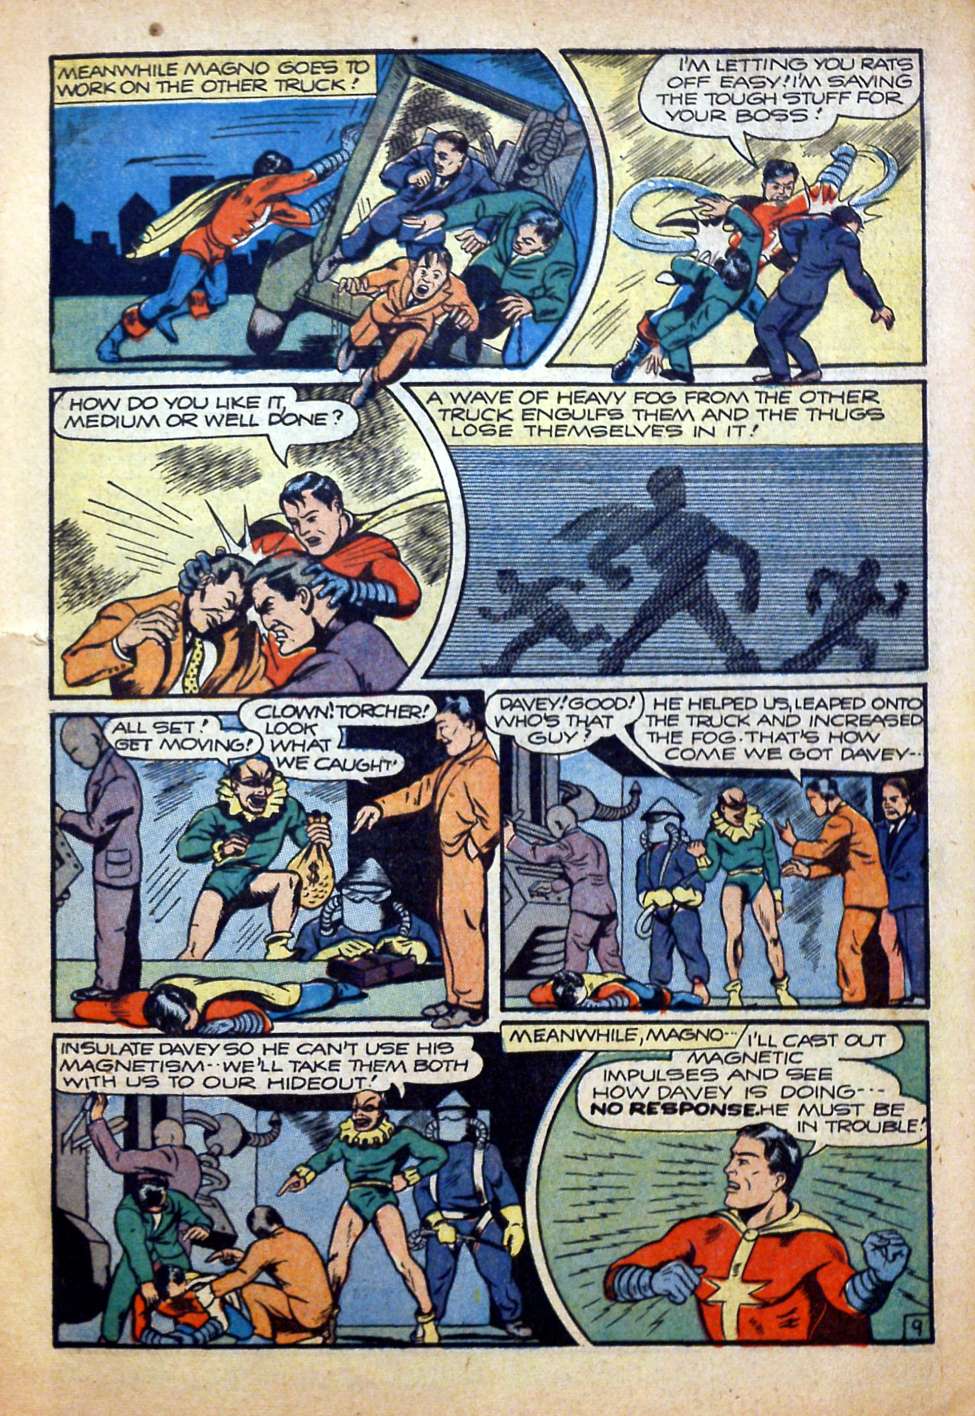 MEANWHILE MAGNO GOES TO
WORK ON THE OTHER TRUCK!
I'M LETTING YOU RATS
OFF EASY! I'M SAVING
THE TOUGH STUFF FOR
YOUR BOSS!
HOW DO YOU LIKE IT,
MEDIUM OR WELL DONE?
A WAVE OF HEAVY FOG FROM THE OTHER
TRUCK ENGULFS THEM AND THE THUGS
LOSE THEMSELVES IN IT!
ALL SET!
GET MOVING!
CLOWN! TORCHER!
LOOK
WHAT
WE CAUGHT!
$
DAVEY! GOOD!
WHO'S THAT
GUY?
HE HELPED US, LEAPED ONTO
THE TRUCK AND INCREASED
THE FOG. THAT'S HOW
COME WE GOT DAVEY--
INSULATE DAVEY SO HE CAN'T USE HIS
MAGNETISM-- WE'LL TAKE THEM BOTH
WITH US TO OUR HIDEOUT!
MEANWHILE, MAGNO--
I'LL CAST OUT
MAGNETIC
IMPULSES AND SEE
HOW DAVEY IS DOING---
NO RESPONSE. HE MUST BE
IN TROUBLE!
9